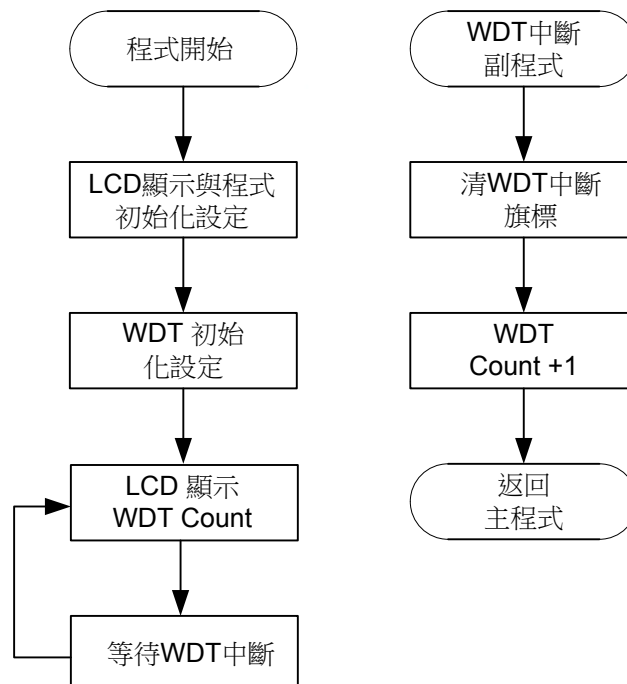 程式開始
LCD顯示與程式
初始化設定
WDT 初始
化設定
LCD 顯示
WDT Count
等待WDT中斷
WDT中斷
副程式
清WDT中斷
旗標
WDT
Count +1
返回
主程式